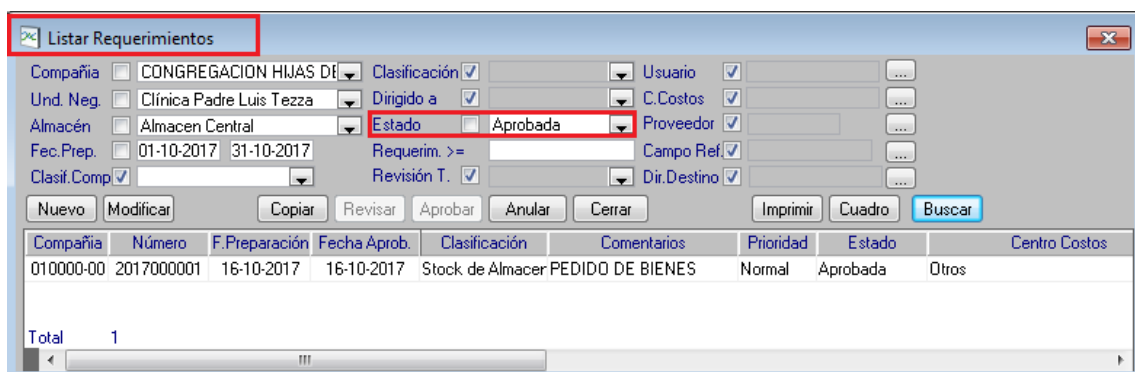 Listar Requerimientos
Compañia CONGREGACION HIJAS DE Clasificación Usuario ...
Und. Neg. Clínica Padre Luis Tezza Dirigido a C.Costos ...
Almacén Almacen Central Estado Aprobada Proveedor ...
Fec.Prep. 01-10-2017 31-10-2017 Requerim. >= Campo Ref. ...
Clasif.Comp Revisión T. Dir.Destino ...
Nuevo Modificar Copiar Revisar Aprobar Anular Cerrar Imprimir Cuadro Buscar
Compañia Número F.Preparación Fecha Aprob. Clasificación Comentarios Prioridad Estado Centro Costos
010000-00 2017000001 16-10-2017 16-10-2017 Stock de Almacer PEDIDO DE BIENES Normal Aprobada Otros
Total 1